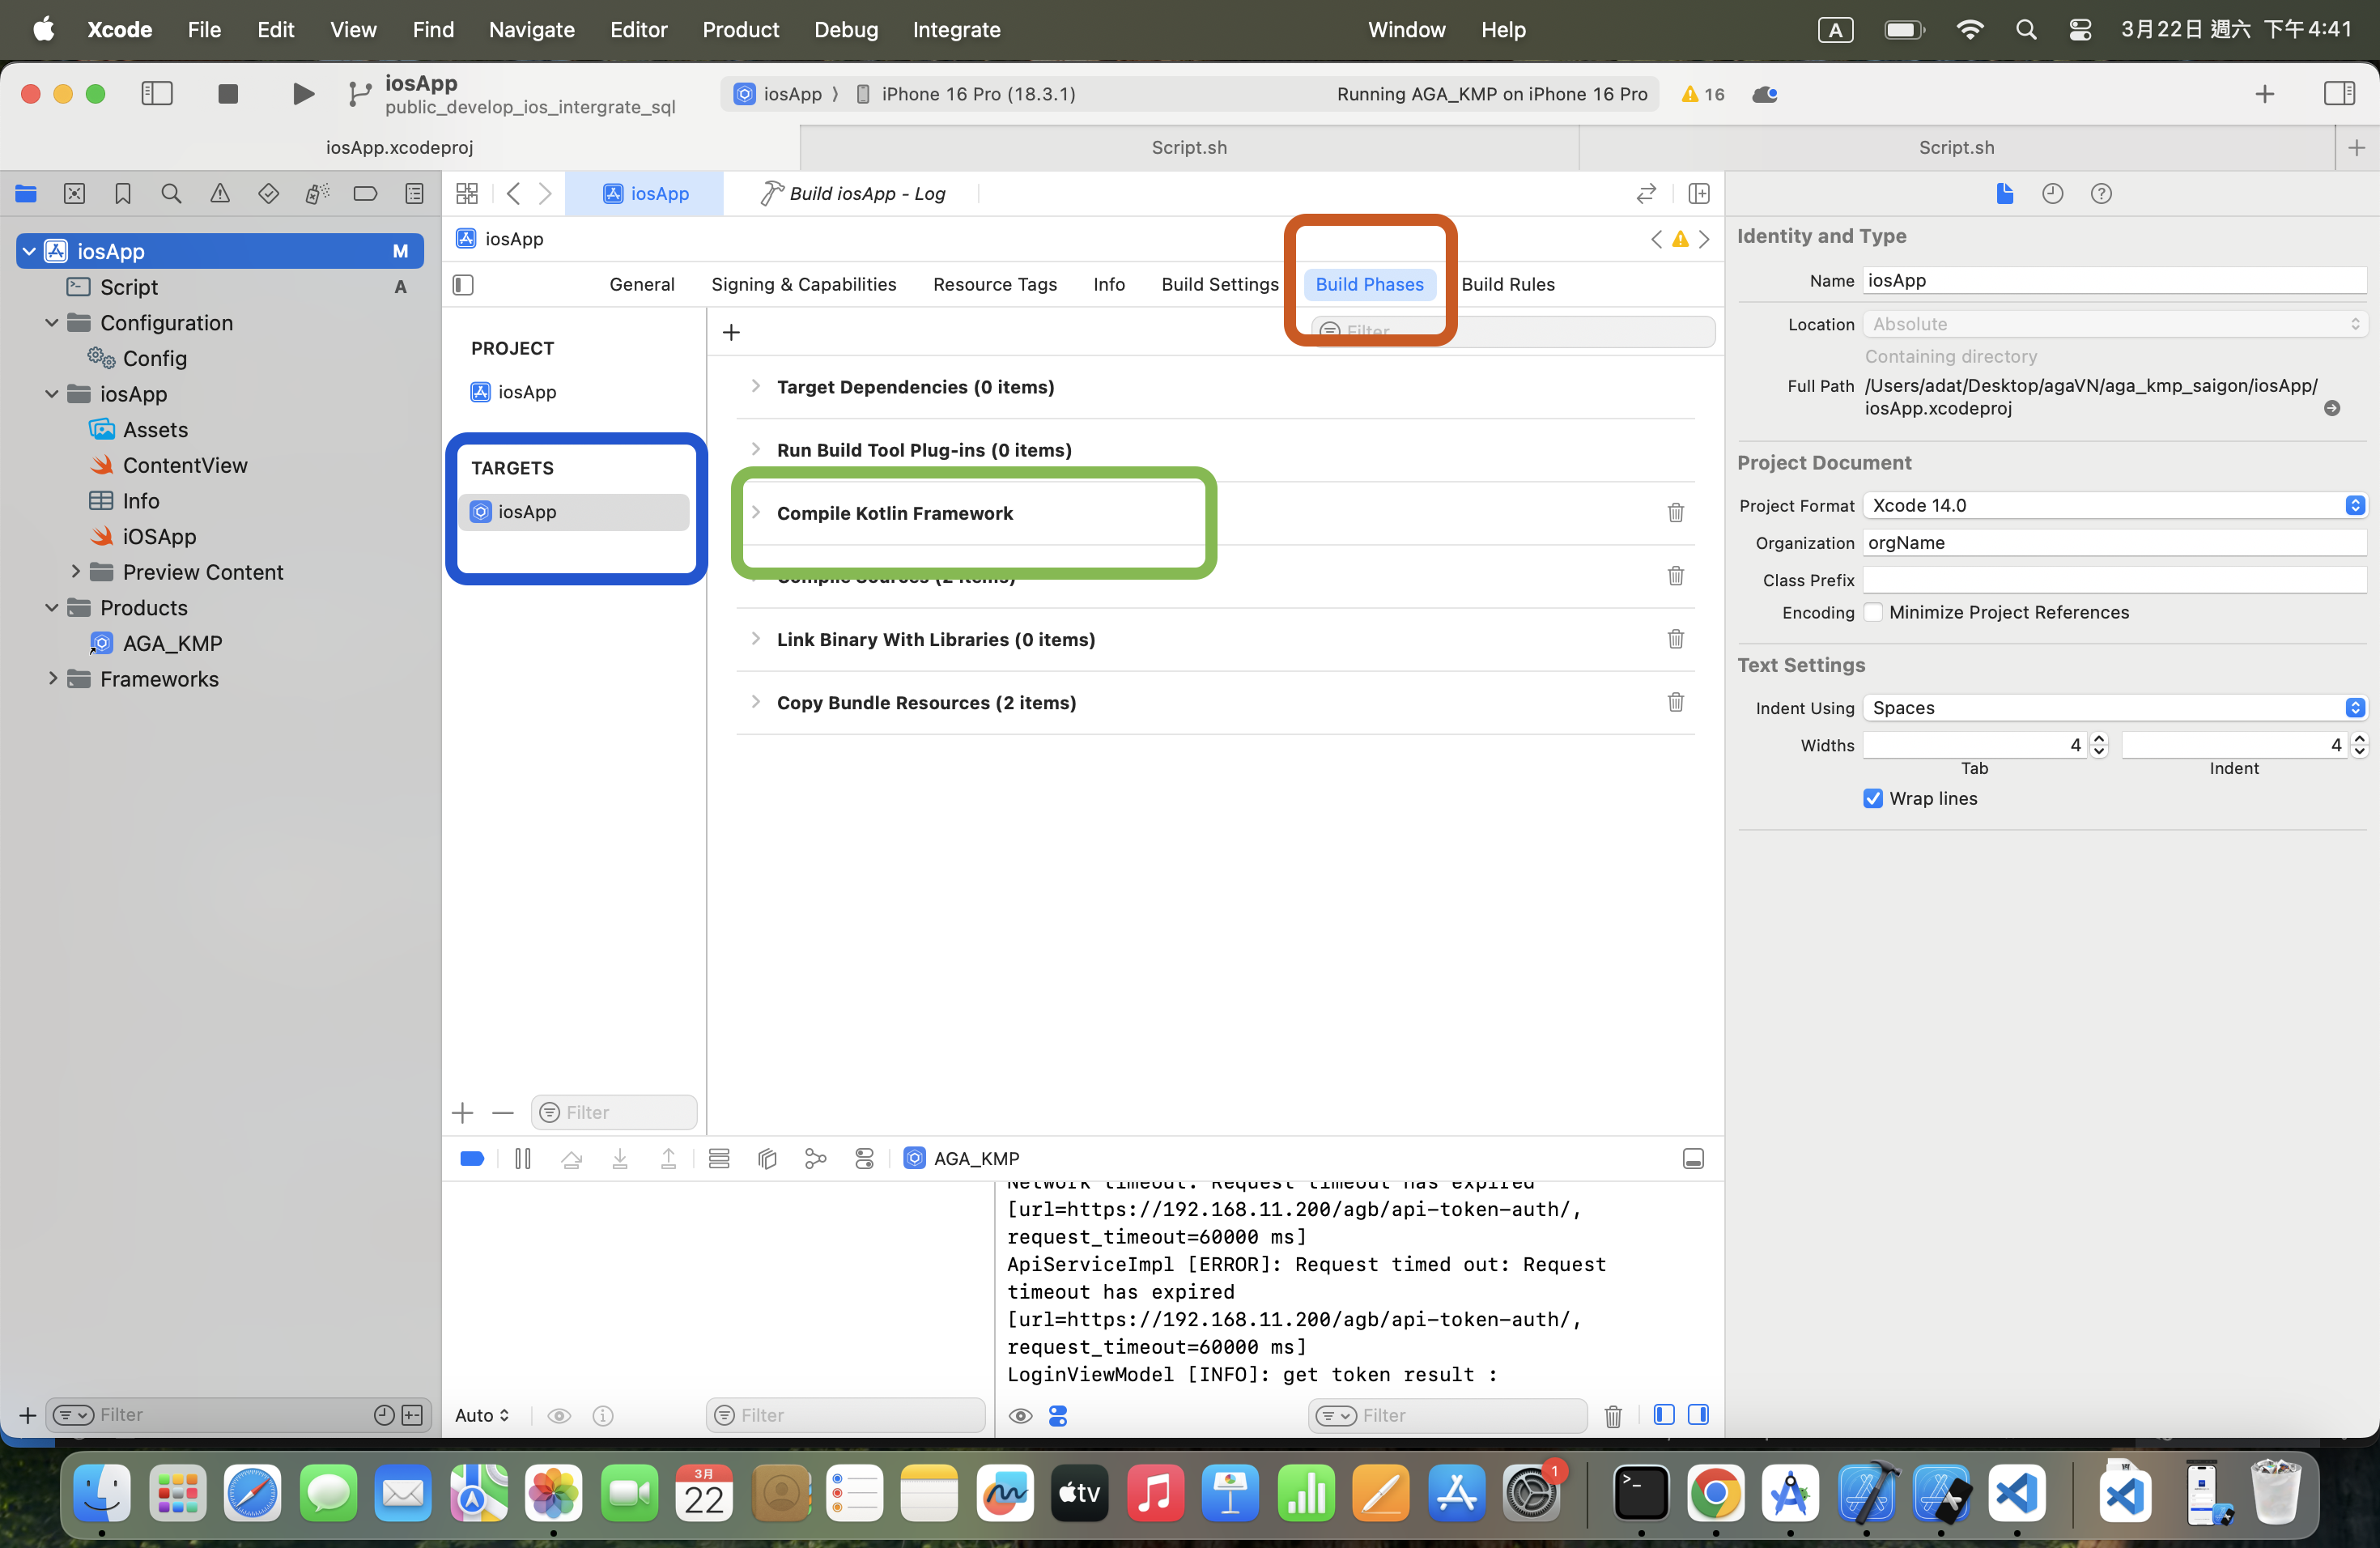 Xcode File Edit View Find Navigate Editor Product Debug Integrate Window Help A 3月22日 週六 下午4:41
iosApp
public_develop_ios_intergrate_sql
iosApp 〉 iPhone 16 Pro (18.3.1)
Running AGA_KMP on iPhone 16 Pro
16
iosApp.xcodeproj
Script.sh
Script.sh
iosApp
Build iosApp - Log
iosApp M
Script A
Configuration
Config
iosApp
Assets
ContentView
Info
iOSApp
Preview Content
Products
AGA_KMP
Frameworks
Filter
iosApp
General Signing & Capabilities Resource Tags Info Build Settings Build Phases Build Rules
Filter
PROJECT
iosApp
TARGETS
iosApp
Filter
Target Dependencies (0 items)
Run Build Tool Plug-ins (0 items)
Compile Kotlin Framework
Compile Sources (2 items)
Link Binary With Libraries (0 items)
Copy Bundle Resources (2 items)
AGA_KMP
Network timeout: Request timeout has expired
[url=https://192.168.11.200/agb/api-token-auth/,
request_timeout=60000 ms]
ApiServiceImpl [ERROR]: Request timed out: Request
timeout has expired
[url=https://192.168.11.200/agb/api-token-auth/,
request_timeout=60000 ms]
LoginViewModel [INFO]: get token result :
Auto
Filter
Filter
Identity and Type
Name iosApp
Location Absolute
Containing directory
Full Path /Users/adat/Desktop/agaVN/aga_kmp_saigon/iosApp/
iosApp.xcodeproj
Project Document
Project Format Xcode 14.0
Organization orgName
Class Prefix
Encoding Minimize Project References
Text Settings
Indent Using Spaces
Widths 4 4
Tab Indent
Wrap lines
3月
22
tv
1